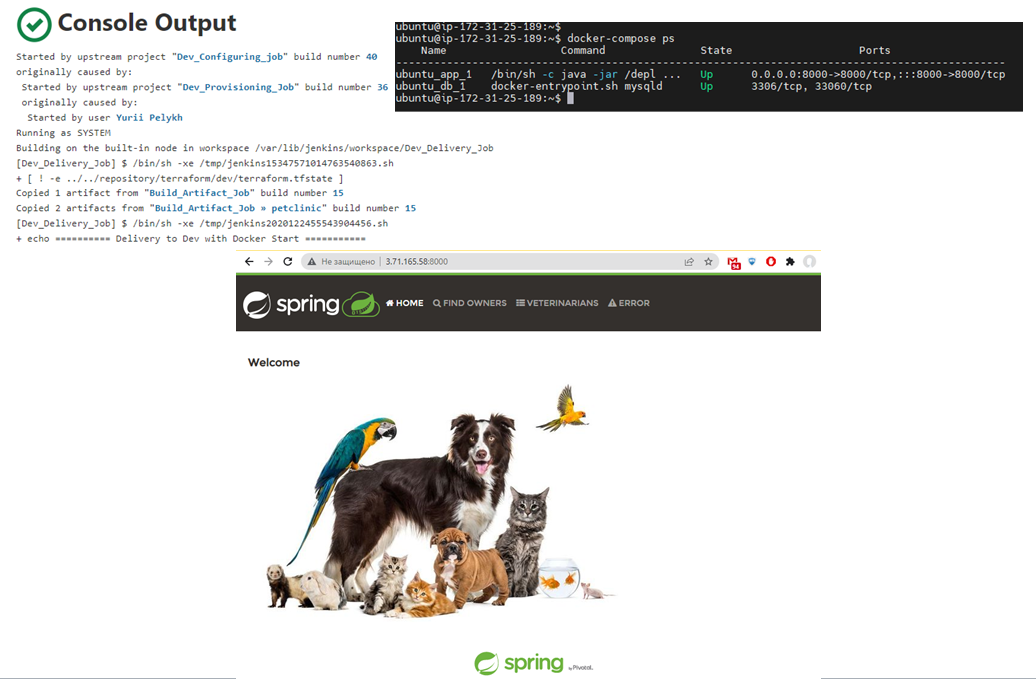 Console Output
Started by upstream project "Dev_Configuring_job" build number 40
originally caused by:
Started by upstream project "Dev_Provisioning_Job" build number 36
originally caused by:
Started by user Yurii Pelykh
Running as SYSTEM
Building on the built-in node in workspace /var/lib/jenkins/workspace/Dev_Delivery_Job
[Dev_Delivery_Job] $ /bin/sh -xe /tmp/jenkins15347571014763540863.sh
+ [ ! -e ../../repository/terraform/dev/terraform.tfstate ]
Copied 1 artifact from "Build_Artifact_Job" build number 15
Copied 2 artifacts from "Build_Artifact_Job » petclinic" build number 15
[Dev_Delivery_Job] $ /bin/sh -xe /tmp/jenkins2020122455543904456.sh
+ echo ========== Delivery to Dev with Docker Start ===========
ubuntu@ip-172-31-25-189:~$
ubuntu@ip-172-31-25-189:~$ docker-compose ps
Name Command State Ports
--------------------------------------------------------------------------------------------
ubuntu_app_1 /bin/sh -c java -jar /depl ... Up 0.0.0.0:8000->8000/tcp,:::8000->8000/tcp
ubuntu_db_1 docker-entrypoint.sh mysqld Up 3306/tcp, 33060/tcp
ubuntu@ip-172-31-25-189:~$
Не защищено | 3.71.165.58:8000
54
spring HOME FIND OWNERS VETERINARIANS ERROR
Welcome
spring by Pivotal.